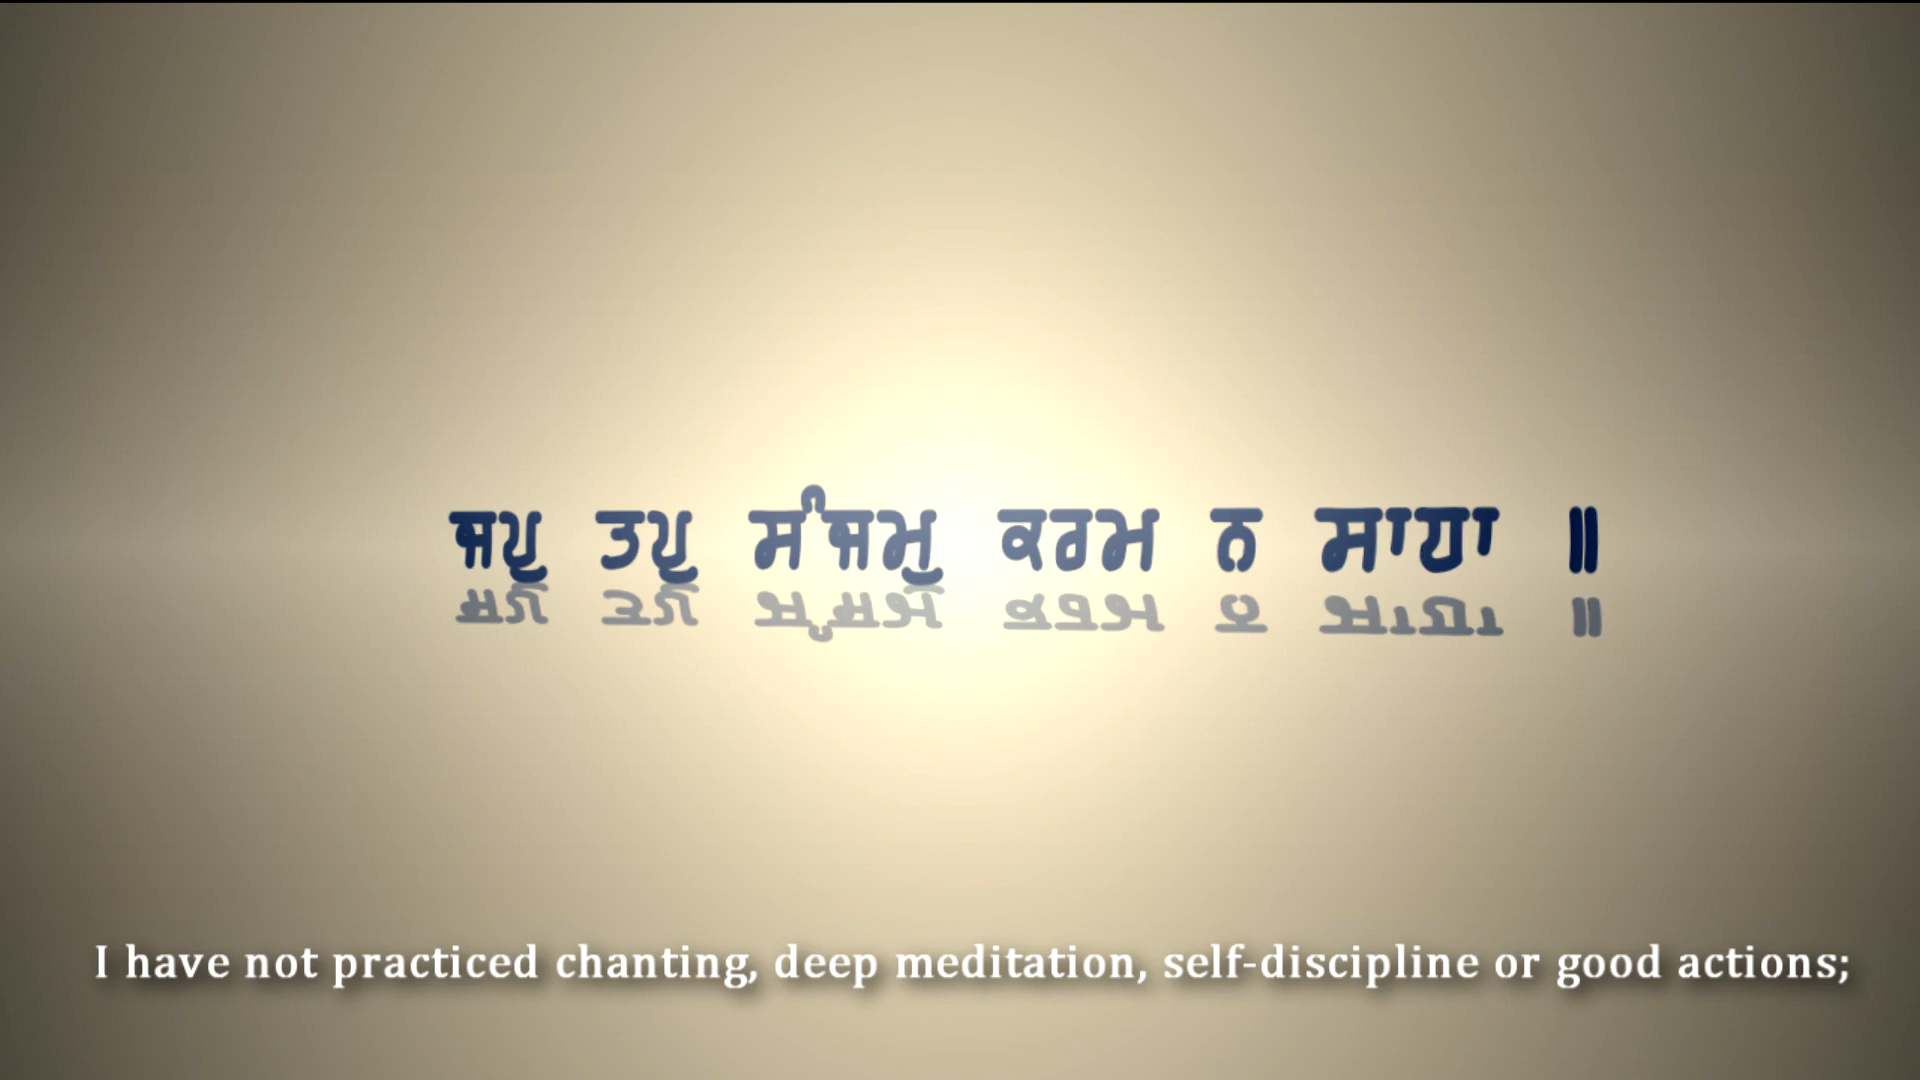 ਜਪੁ ਤਪੁ ਸੰਜਮੁ ਕਰਮ ਨ ਸਾਧਾ ॥
I have not practiced chanting, deep meditation, self-discipline or good actions;